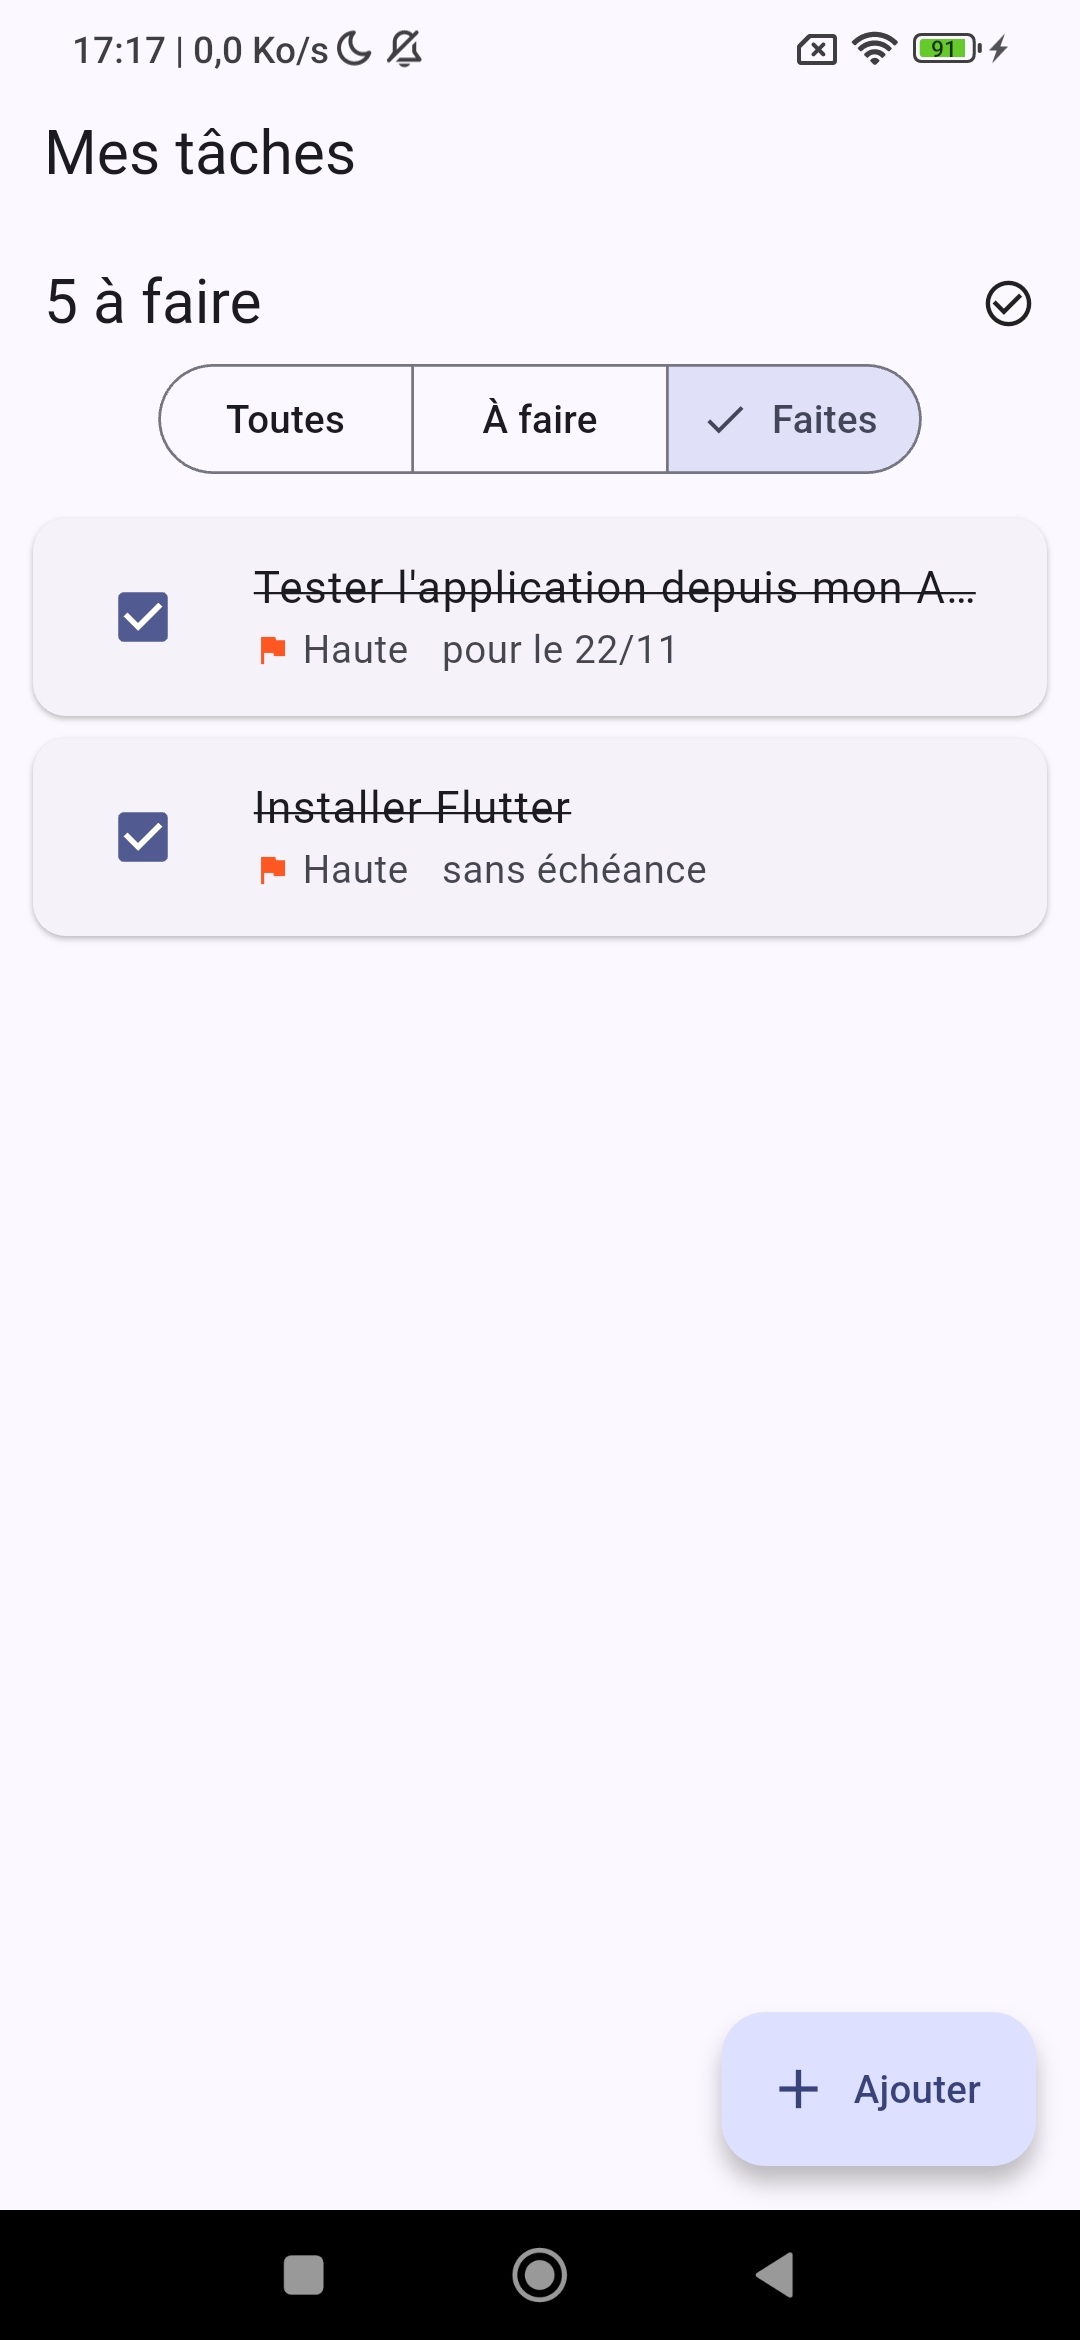 17:17 | 0,0 Ko/s
91
Mes tâches
5 à faire
Toutes
À faire
Faites
Tester l'application depuis mon A…
Haute pour le 22/11
Installer Flutter
Haute sans échéance
Ajouter